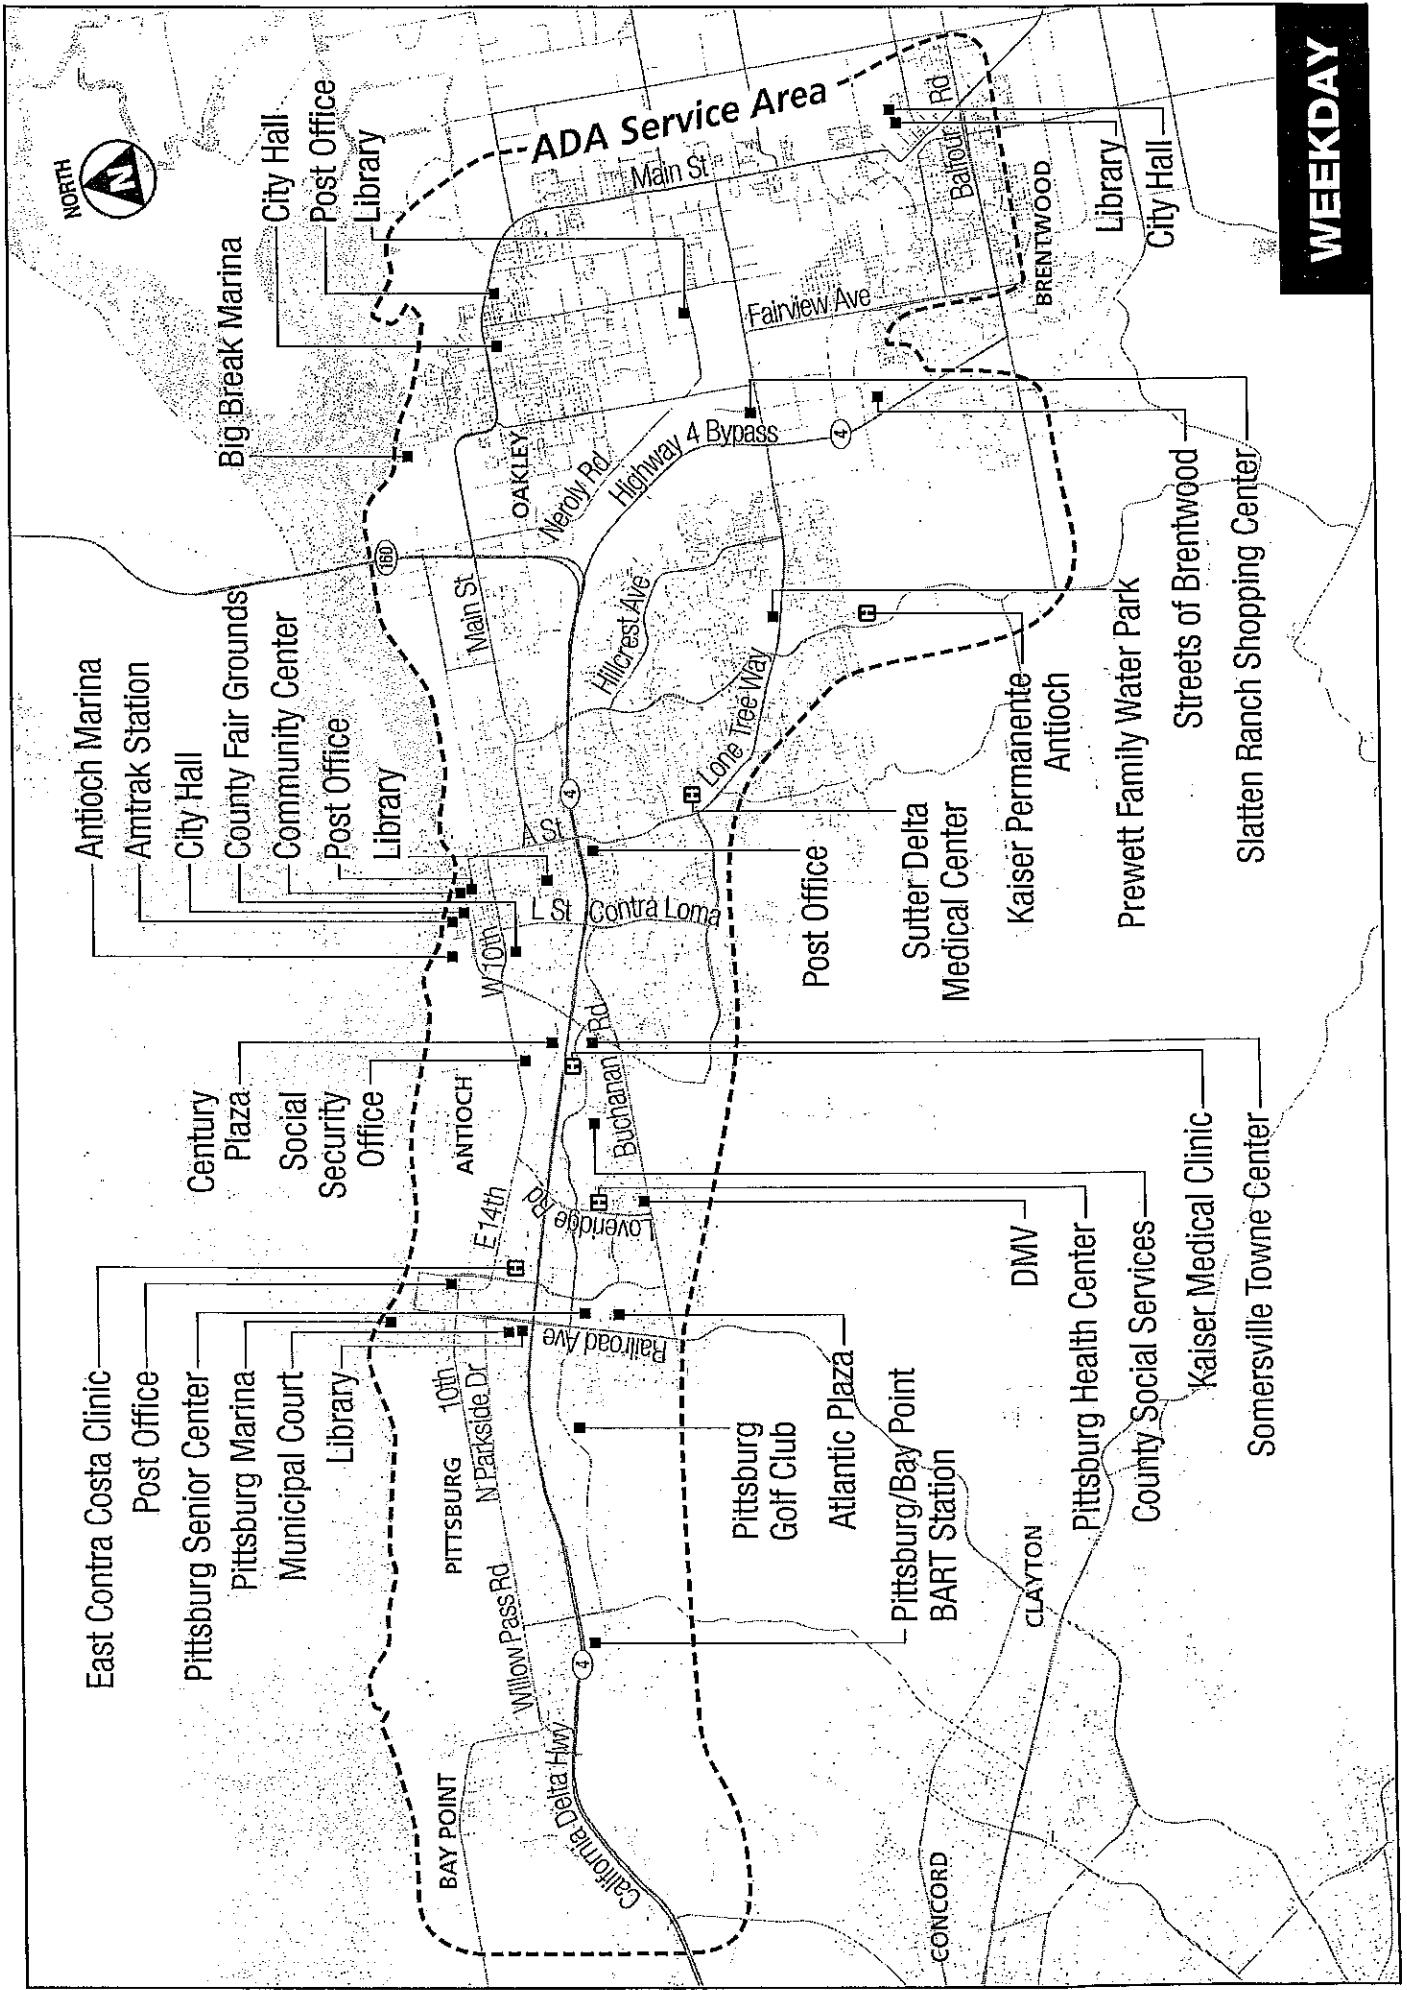 WEEKDAY
NORTH
N
ADA Service Area
East Contra Costa Clinic
Post Office
Pittsburg Senior Center
Pittsburg Marina
Municipal Court
Library
Century
Plaza
Social
Security
Office
Antioch Marina
Amtrak Station
City Hall
County Fair Grounds
Community Center
Post Office
Library
Big Break Marina
City Hall
Post Office
Library
BAY POINT
PITTSBURG
ANTIOCH
OAKLEY
BRENTWOOD
CLAYTON
CONCORD
Willow Pass Rd
10th
N Parkside Dr
E 14th
Loveridge Rd
Railroad Ave
California Delta Hwy
4
Buchanan Rd
W 10th
L St
Contra Loma
A St
4
Main St
160
Hillcrest Ave
Lone Tree Way
Neroly Rd
Highway 4 Bypass
4
Main St
Fairview Ave
Balfour Rd
H
H
H
H
H
Pittsburg
Golf Club
Atlantic Plaza
Pittsburg/Bay Point
BART Station
DMV
Pittsburg Health Center
County Social Services
Kaiser Medical Clinic
Somersville Towne Center
Post Office
Sutter Delta
Medical Center
Kaiser Permanente
Antioch
Prewett Family Water Park
Streets of Brentwood
Slatten Ranch Shopping Center
Library
City Hall